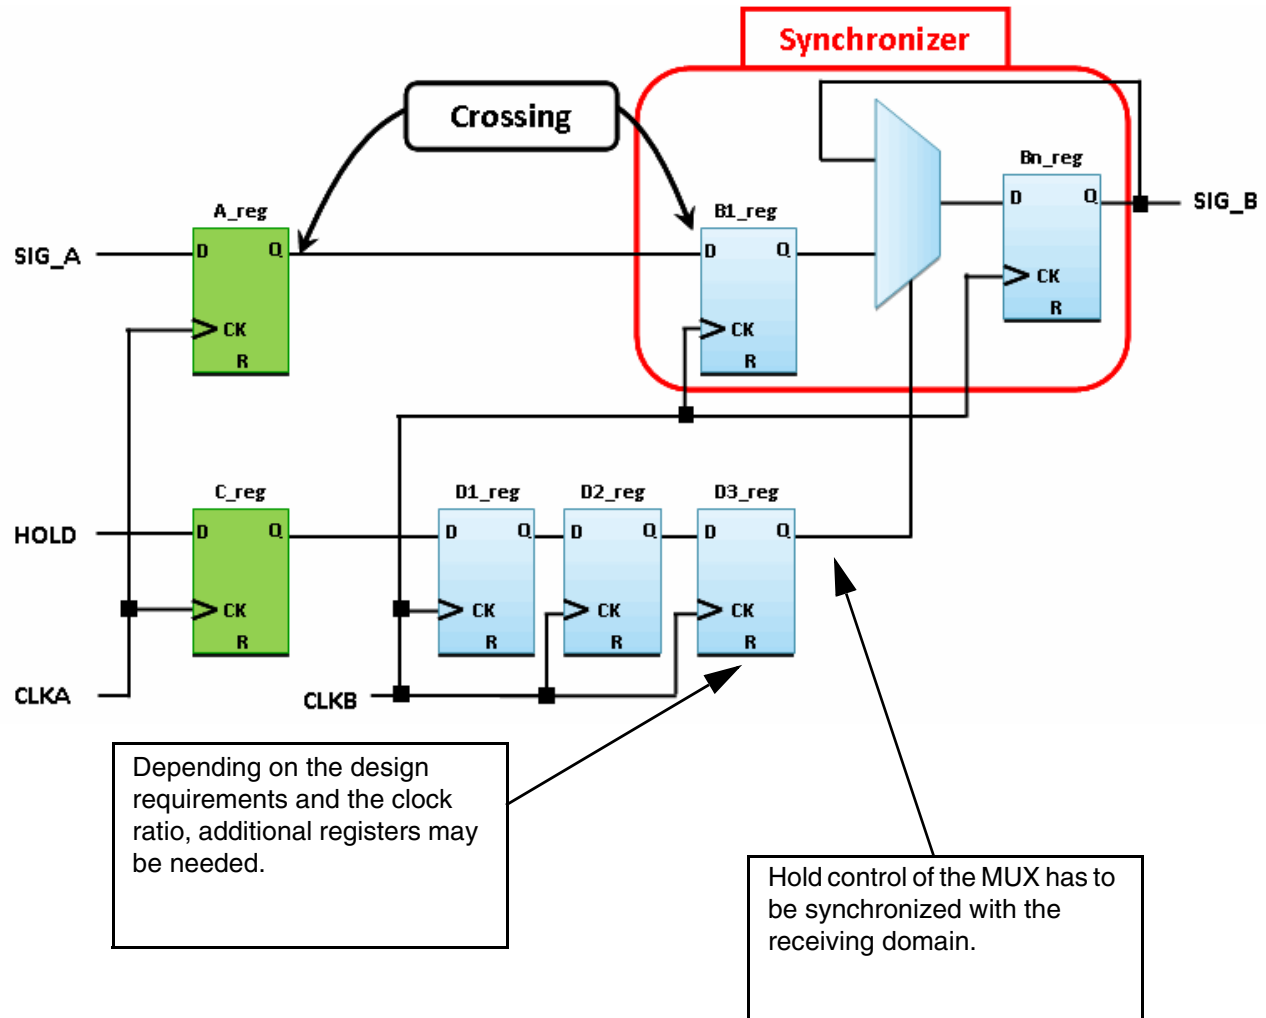 Synchronizer
Crossing
A_reg
B1_reg
Bn_reg
SIG_A
D Q
CK
R
D Q
CK
R
D Q
CK
R
SIG_B
C_reg
D1_reg
D2_reg
D3_reg
HOLD
D Q
CK
R
D Q
CK
R
D Q
CK
R
D Q
CK
R
CLKA
CLKB
Depending on the design
requirements and the clock
ratio, additional registers may
be needed.
Hold control of the MUX has to
be synchronized with the
receiving domain.